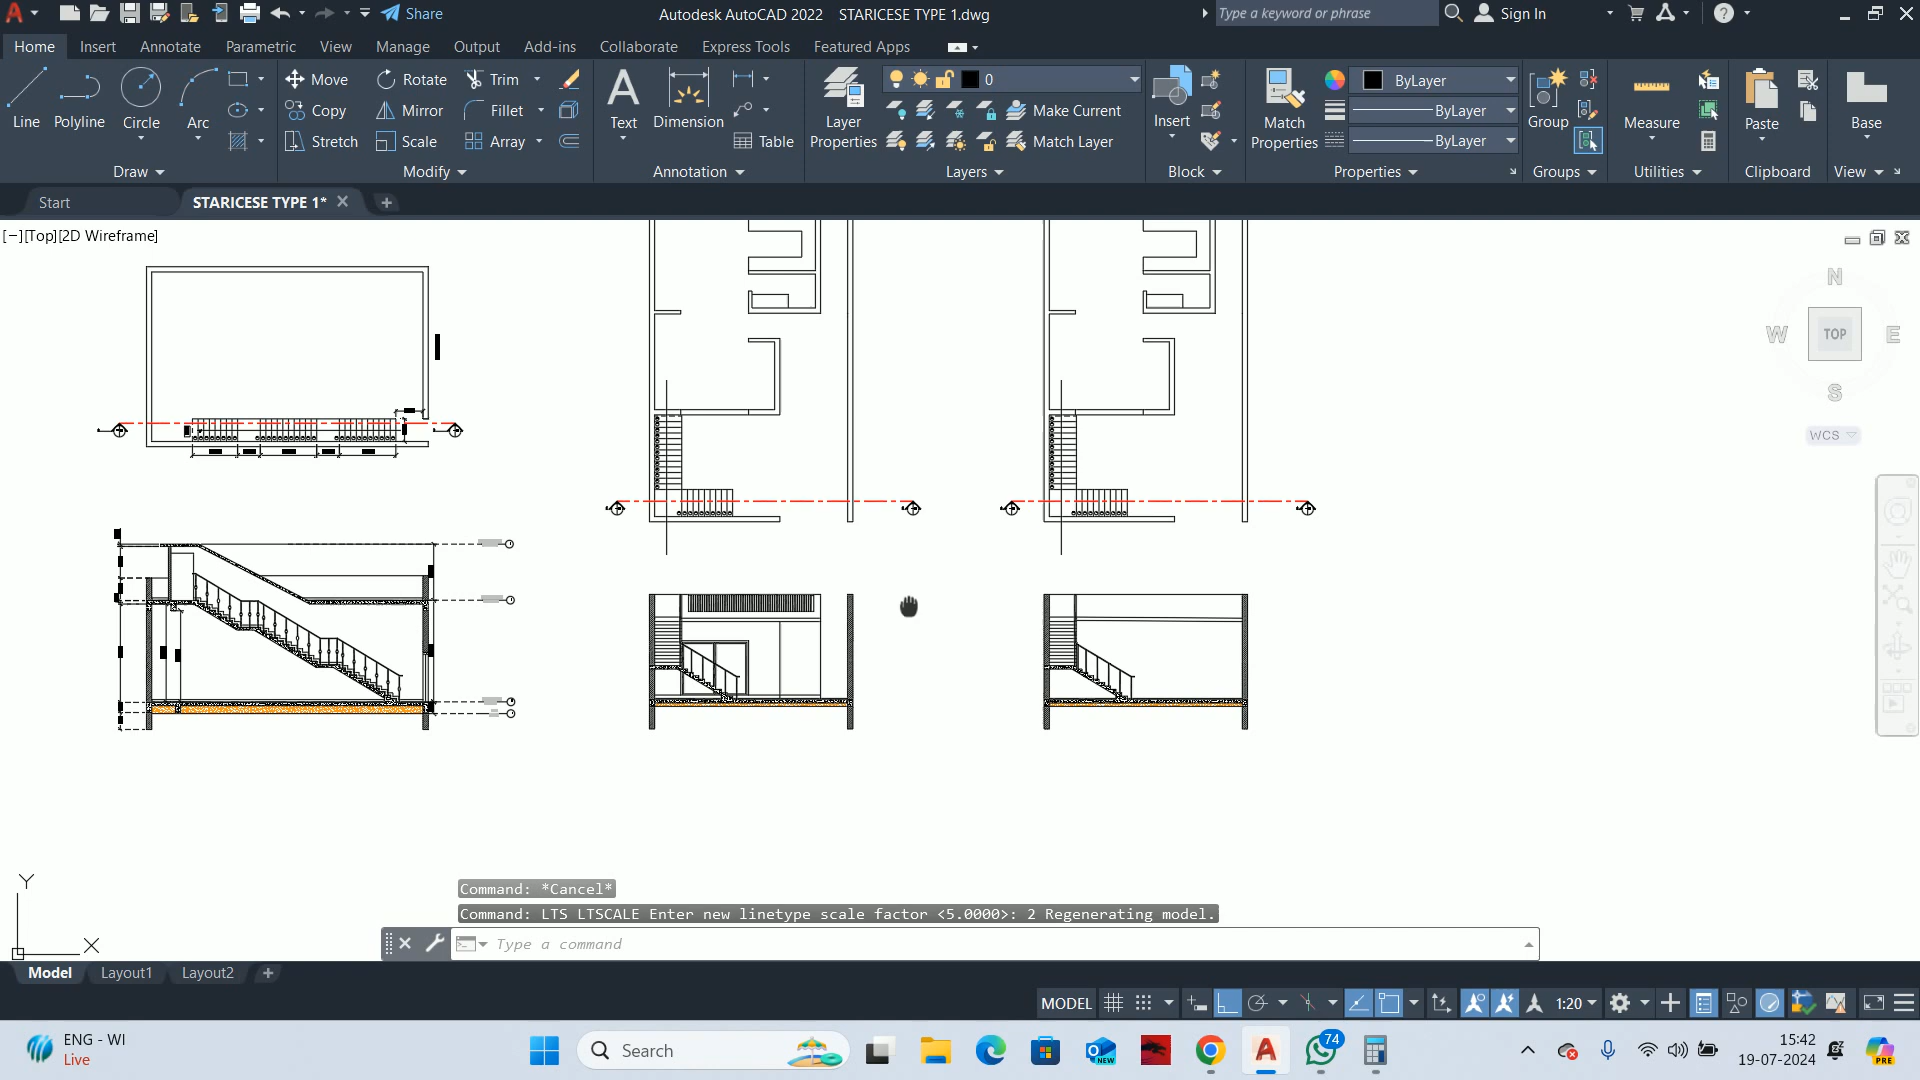 Share
Autodesk AutoCAD 2022 STARICESE TYPE 1.dwg
Type a keyword or phrase
Sign In
Home Insert Annotate Parametric View Manage Output Add-ins Collaborate Express Tools Featured Apps
Line Polyline Circle Arc
Move Rotate Trim
Copy Mirror Fillet
Stretch Scale Array
Text Dimension Table
Layer Properties
0
Make Current
Match Layer
Insert
Match Properties
ByLayer
ByLayer
ByLayer
Group Measure Paste Base
Draw Modify Annotation Layers Block Properties Groups Utilities Clipboard View
Start STARICESE TYPE 1*
[−][Top][2D Wireframe]
N
W TOP E
S
WCS
Y
X
Command: *Cancel*
Command: LTS LTSCALE Enter new linetype scale factor <5.0000>: 2 Regenerating model.
Type a command
Model Layout1 Layout2
MODEL 1:20
ENG - WI
Live
Search
NEW
74
15:42
19-07-2024
PRE